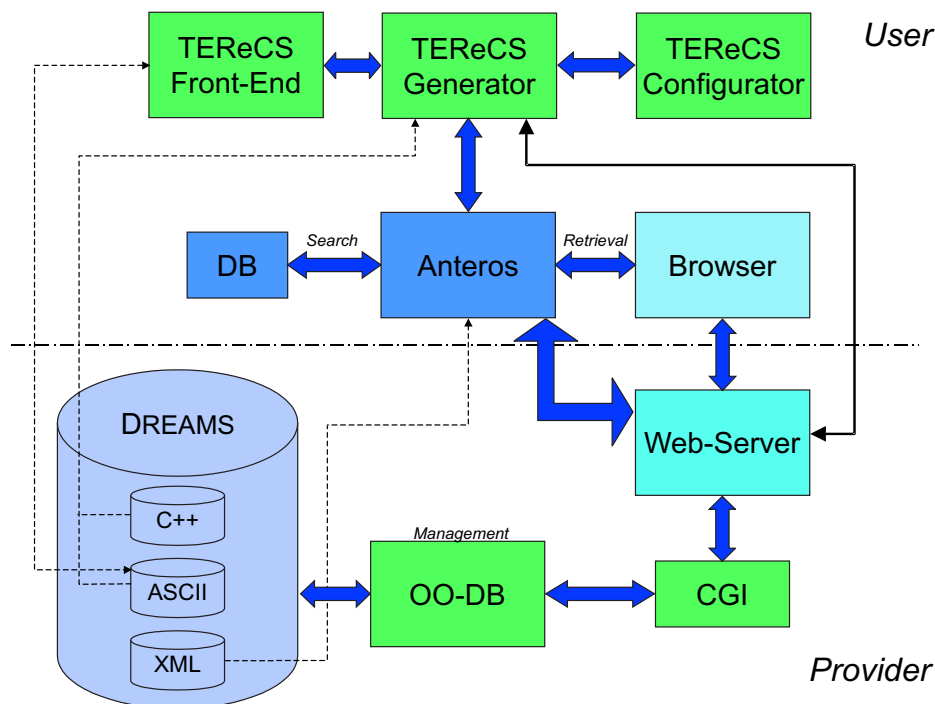 TEReCS
Front-End
TEReCS
Generator
TEReCS
Configurator
User
DB
Search
Anteros
Retrieval
Browser
DREAMS
Web-Server
C++
ASCII
XML
Management
OO-DB
CGI
Provider